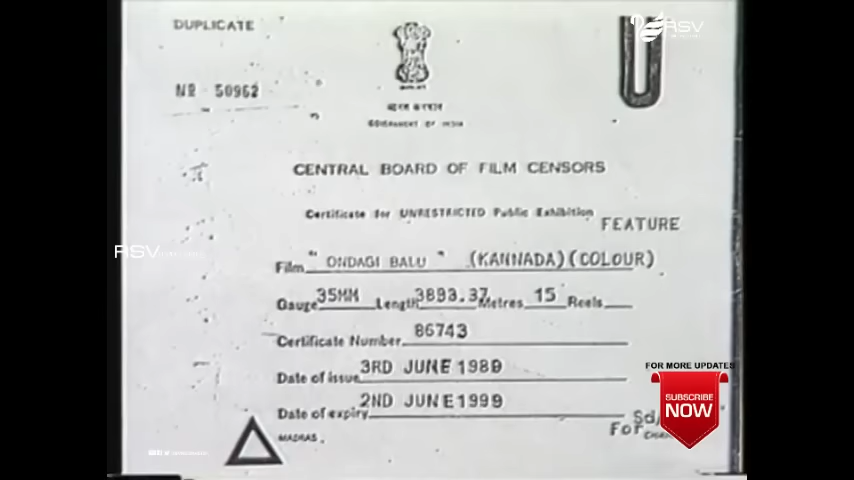 DUPLICATE
U
RSV
Nº 50962
भारत सरकार
GOVERNMENT OF INDIA
CENTRAL BOARD OF FILM CENSORS
Certificate for UNRESTRICTED Public Exhibition
FEATURE
RSV
Film "ONDAGI BALU" (KANNADA) (COLOUR)
Gauge 35MM Length 3893.37 Metres 15 Reels
Certificate Number 86743
Date of issue 3RD JUNE 1989
Date of expiry 2ND JUNE 1999
Sd/
For
MADRAS.
FOR MORE UPDATES
SUBSCRIBE
NOW